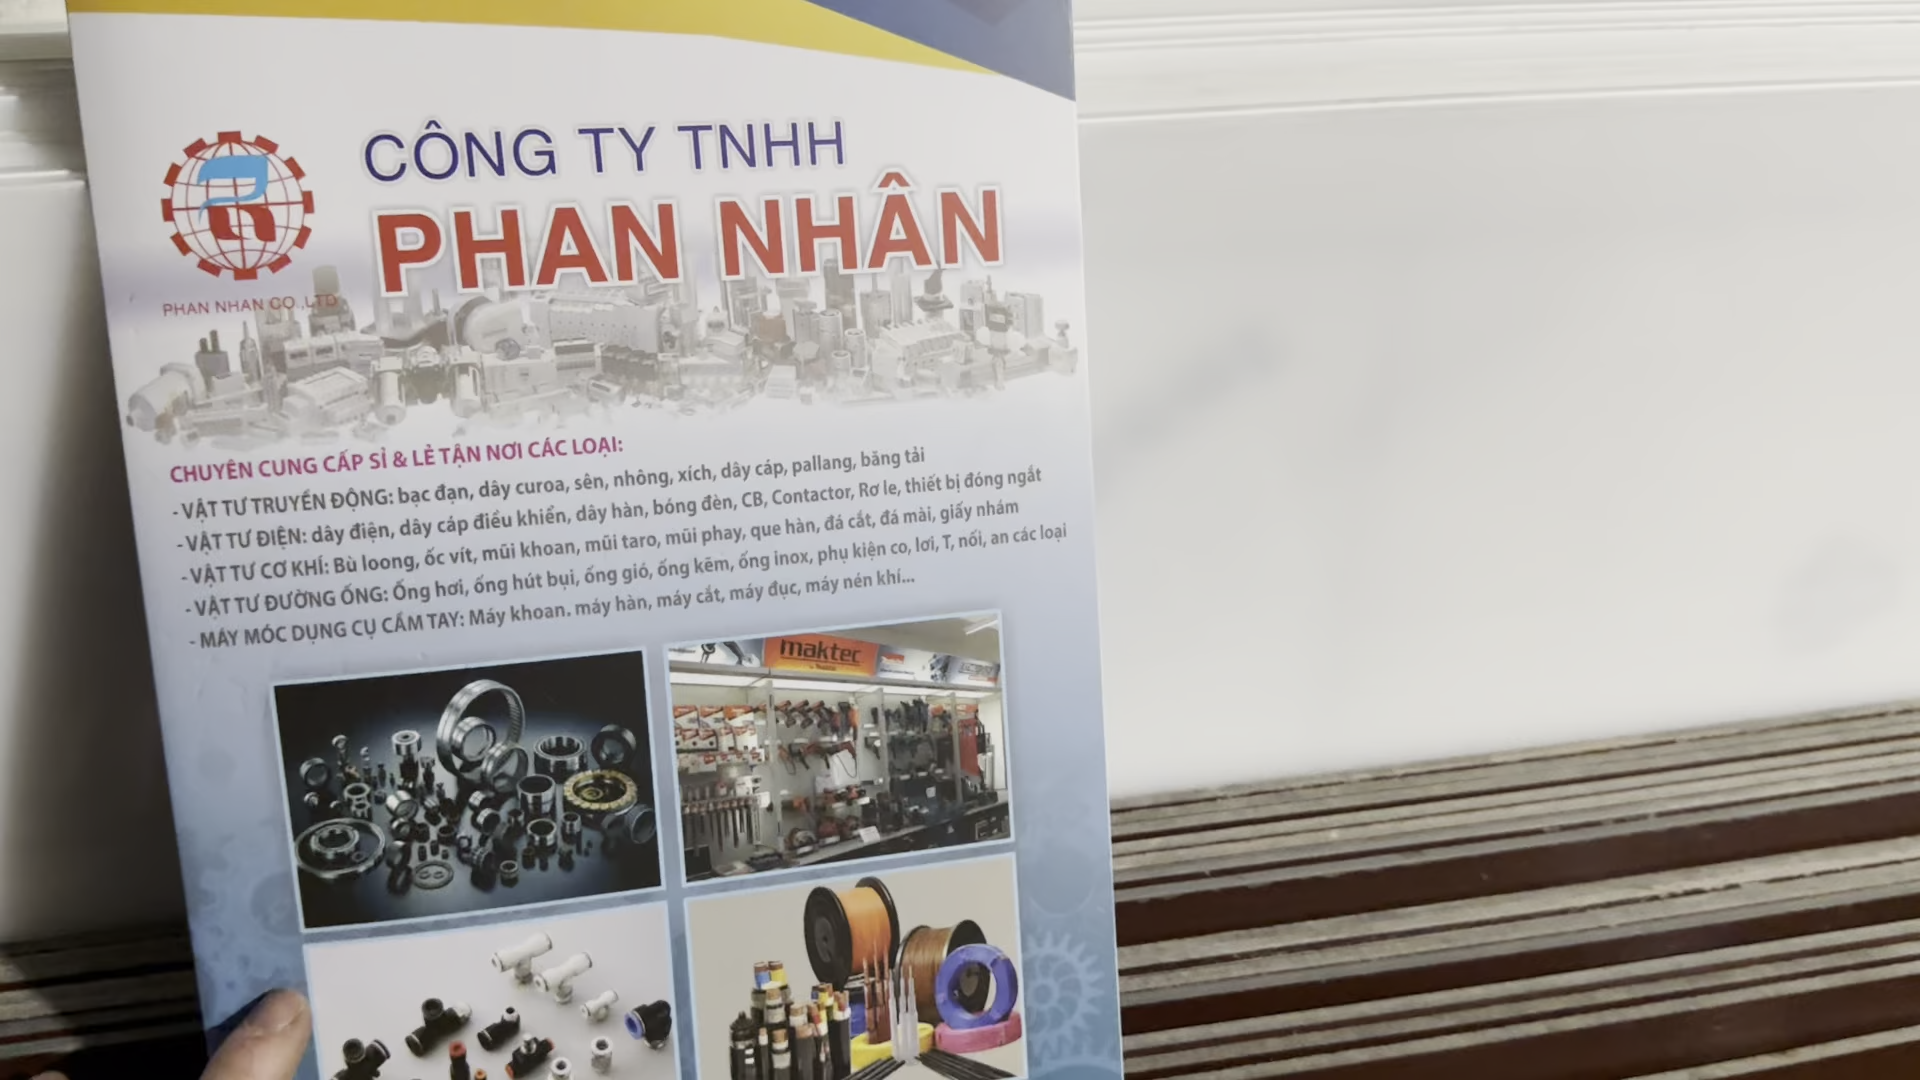 CÔNG TY TNHH
PHAN NHÂN
PHAN NHAN CO.,LTD
CHUYÊN CUNG CẤP SỈ & LẺ TẬN NƠI CÁC LOẠI:
- VẬT TƯ TRUYỀN ĐỘNG: bạc đạn, dây curoa, sên, nhông, xích, dây cáp, pallang, băng tải
- VẬT TƯ ĐIỆN: dây điện, dây cáp điều khiển, dây hàn, bóng đèn, CB, Contactor, Rơ le, thiết bị đóng ngắt
- VẬT TƯ CƠ KHÍ: Bù loong, ốc vít, mũi khoan, mũi taro, mũi phay, que hàn, đá cắt, đá mài, giấy nhám
- VẬT TƯ ĐƯỜNG ỐNG: Ống hơi, ống hút bụi, ống gió, ống kẽm, ống inox, phụ kiện co, lơi, T, nối, an các loại
- MÁY MÓC DỤNG CỤ CẦM TAY: Máy khoan. máy hàn, máy cắt, máy đục, máy nén khí...
maktec